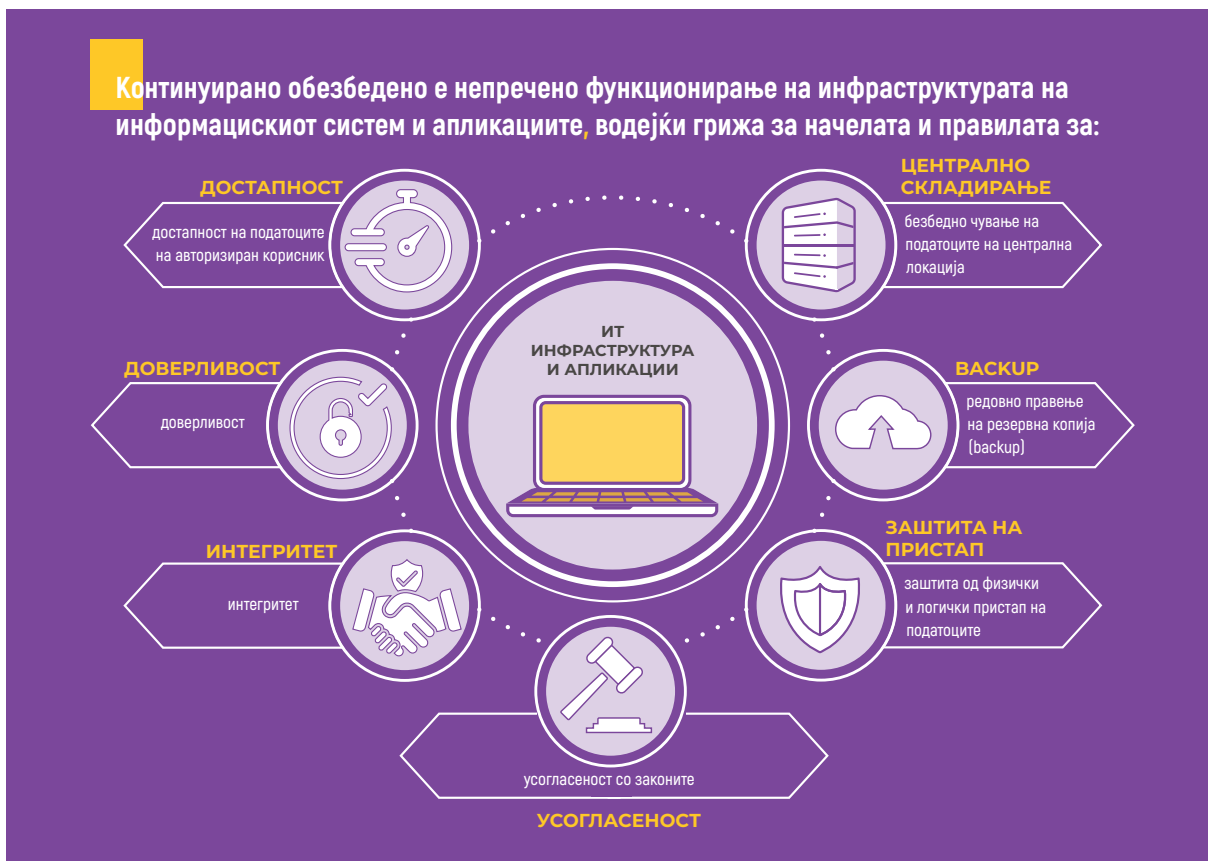 Континуирано обезбедено е непречено функционирање на инфраструктурата на
информацискиот систем и апликациите, водејќи грижа за начелата и правилата за:
ДОСТАПНОСТ
достапност на податоците
на авторизиран корисник
ЦЕНТРАЛНО
СКЛАДИРАЊЕ
безбедно чување на
податоците на централна
локација
ИТ
ИНФРАСТРУКТУРА
И АПЛИКАЦИИ
ДОВЕРЛИВОСТ
доверливост
BACKUP
редовно правење
на резервна копија
(backup)
ИНТЕГРИТЕТ
интегритет
ЗАШТИТА НА
ПРИСТАП
заштита од физички
и логички пристап на
податоците
усогласеност со законите
УСОГЛАСЕНОСТ